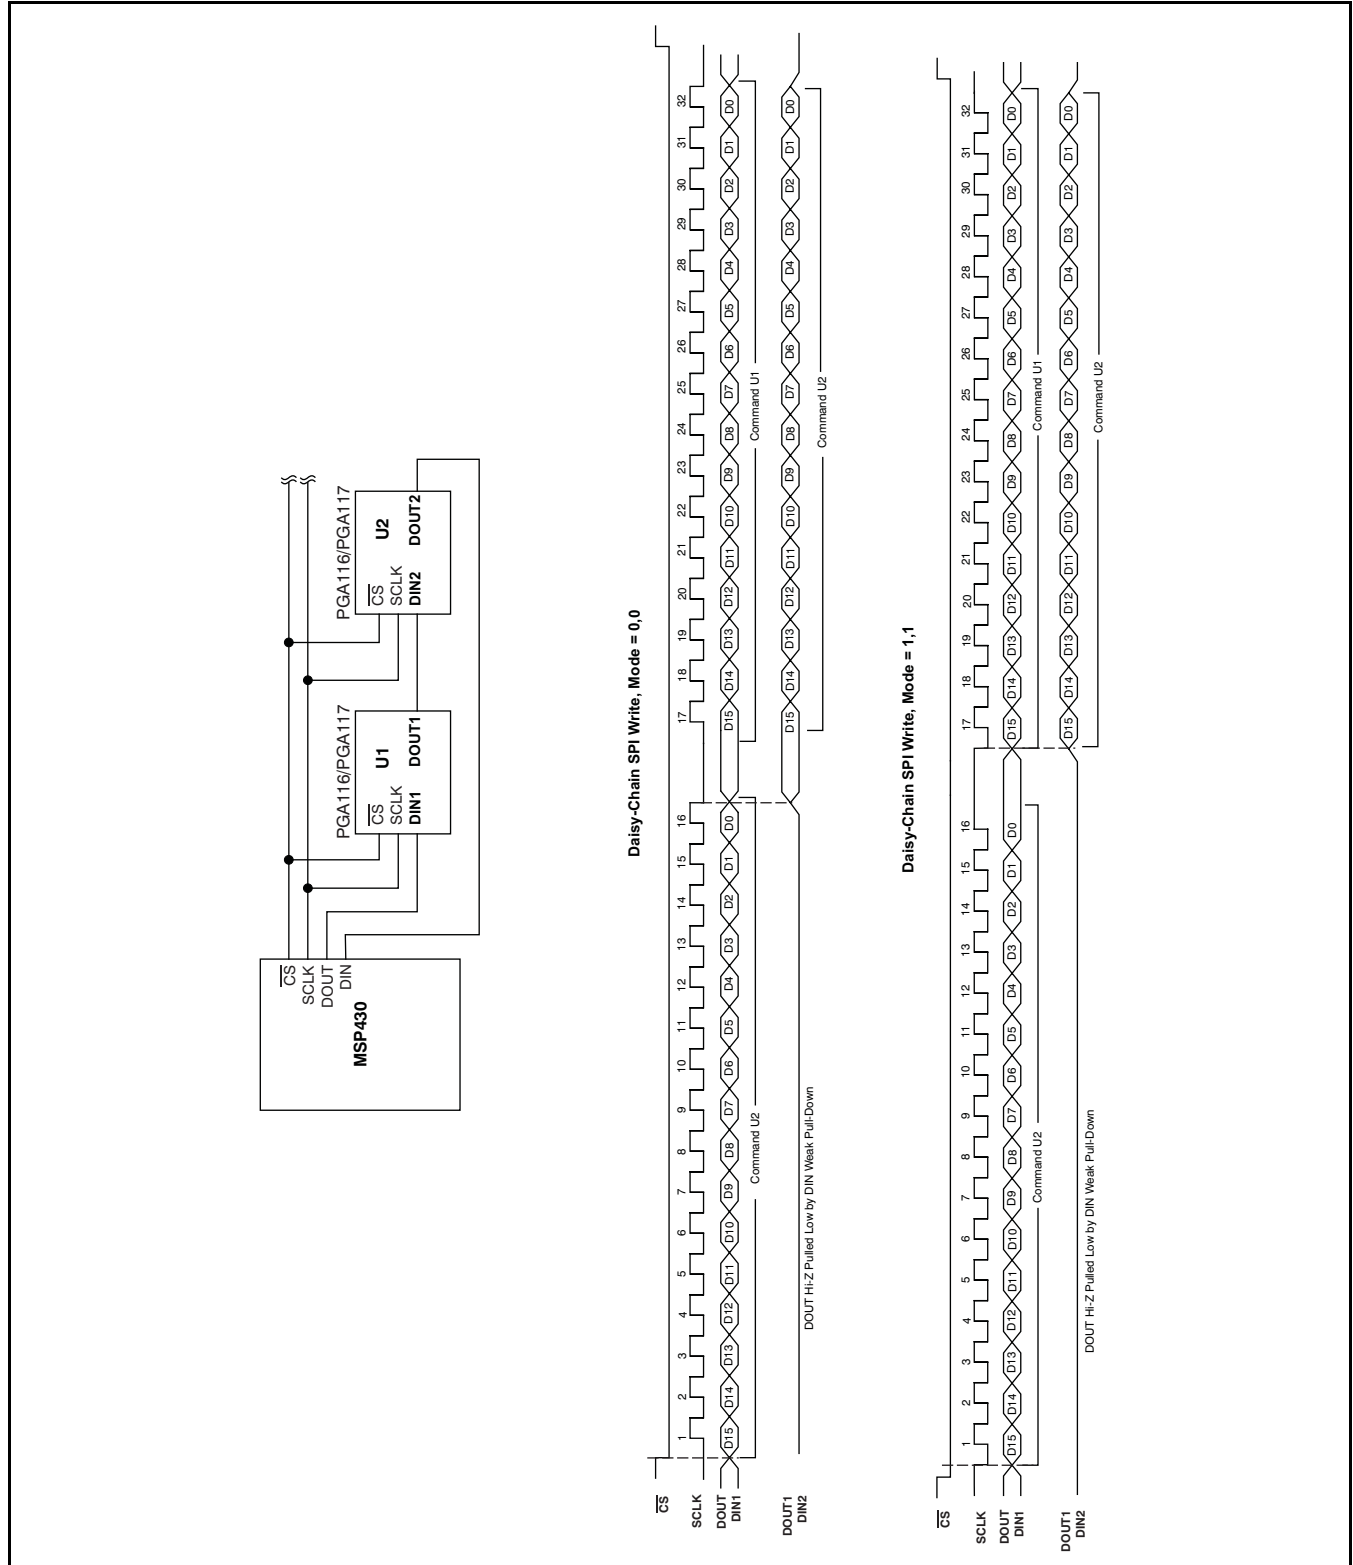 MSP430
CS
SCLK
DOUT
DIN
PGA116/PGA117
U1
CS
SCLK
DIN1
DOUT1
PGA116/PGA117
U2
CS
SCLK
DIN2
DOUT2
Daisy-Chain SPI Write, Mode = 0,0
CS
SCLK
1 2 3 4 5 6 7 8 9 10 11 12 13 14 15 16 17 18 19 20 21 22 23 24 25 26 27 28 29 30 31 32
DOUT
DIN1
D15 D14 D13 D12 D11 D10 D9 D8 D7 D6 D5 D4 D3 D2 D1 D0 D15 D14 D13 D12 D11 D10 D9 D8 D7 D6 D5 D4 D3 D2 D1 D0
Command U2
Command U1
DOUT1
DIN2
D15 D14 D13 D12 D11 D10 D9 D8 D7 D6 D5 D4 D3 D2 D1 D0
DOUT Hi-Z Pulled Low by DIN Weak Pull-Down
Command U2
Daisy-Chain SPI Write, Mode = 1,1
CS
SCLK
1 2 3 4 5 6 7 8 9 10 11 12 13 14 15 16 17 18 19 20 21 22 23 24 25 26 27 28 29 30 31 32
DOUT
DIN1
D15 D14 D13 D12 D11 D10 D9 D8 D7 D6 D5 D4 D3 D2 D1 D0 D15 D14 D13 D12 D11 D10 D9 D8 D7 D6 D5 D4 D3 D2 D1 D0
Command U2
Command U1
DOUT1
DIN2
D15 D14 D13 D12 D11 D10 D9 D8 D7 D6 D5 D4 D3 D2 D1 D0
DOUT Hi-Z Pulled Low by DIN Weak Pull-Down
Command U2